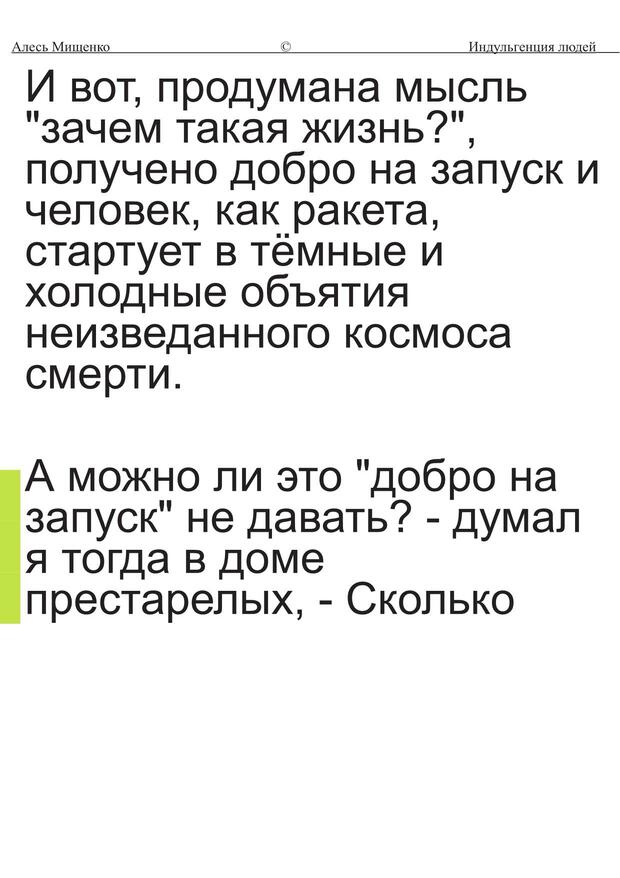 Алесь Мищенко © Индульгенция людей
И вот, продумана мысль
"зачем такая жизнь?",
получено добро на запуск и
человек, как ракета,
стартует в тёмные и
холодные объятия
неизведанного космоса
смерти.
А можно ли это "добро на
запуск" не давать? - думал
я тогда в доме
престарелых, - Сколько